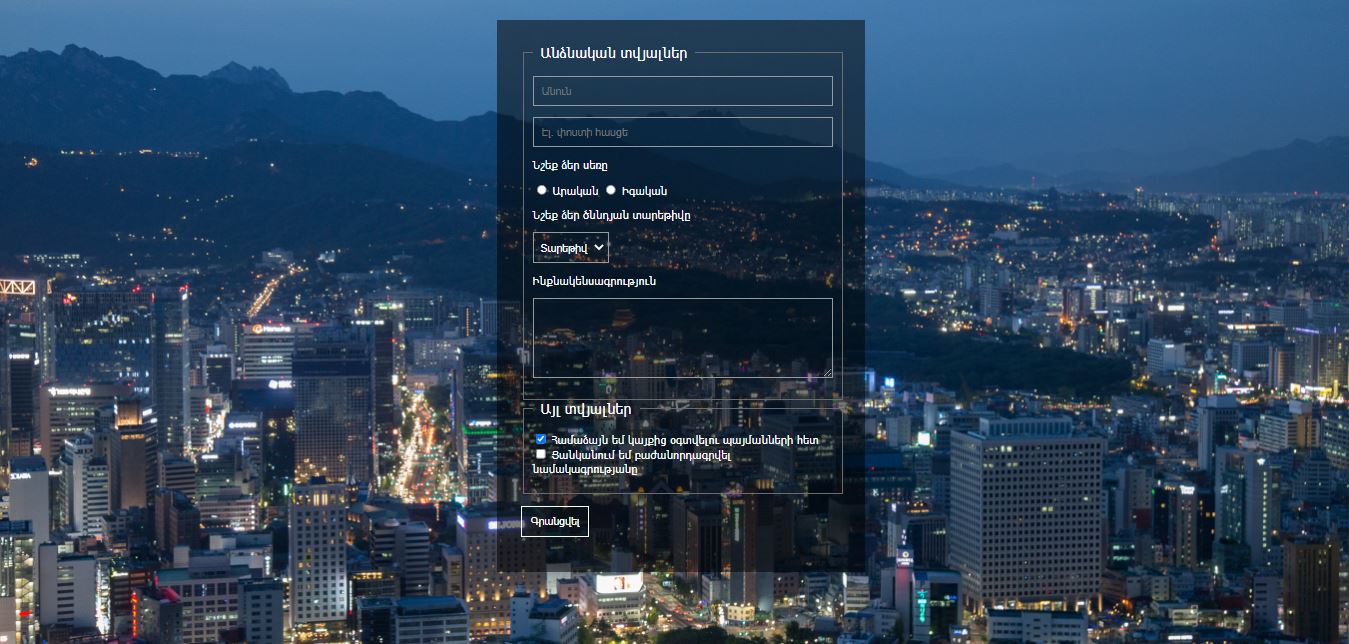 Անձնական տվյալներ
Անուն
Էլ. փոստի հասցե
Նշեք ձեր սեռը
Արական Իգական
Նշեք ձեր ծննդյան տարեթիվը
Տարեթիվ
Ինքնակենսագրություն
Այլ տվյալներ
Համաձայն եմ կայքից օգտվելու պայմանների հետ
Ցանկանում եմ բաժանորդագրվել
նամակագրությանը
Գրանցվել